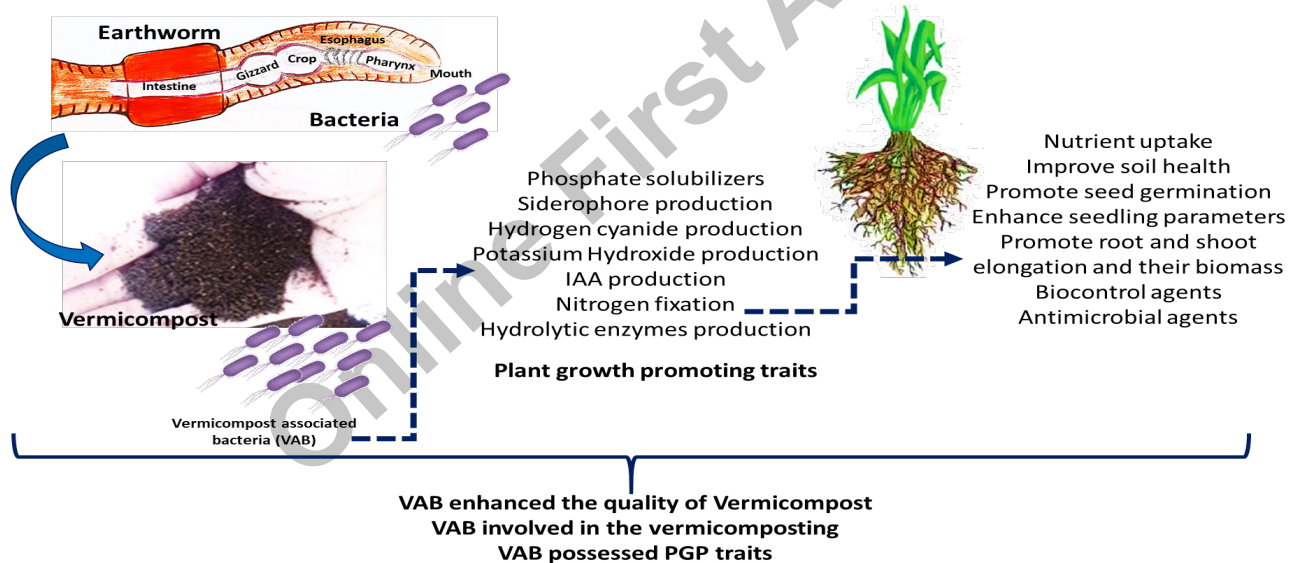 Earthworm
Esophagus
Pharynx
Crop
Gizzard
Intestine
Mouth
Bacteria
Vermicompost
Vermicompost associated
bacteria (VAB)
Phosphate solubilizers
Siderophore production
Hydrogen cyanide production
Potassium Hydroxide production
IAA production
Nitrogen fixation
Hydrolytic enzymes production
Plant growth promoting traits
Nutrient uptake
Improve soil health
Promote seed germination
Enhance seedling parameters
Promote root and shoot
elongation and their biomass
Biocontrol agents
Antimicrobial agents
VAB enhanced the quality of Vermicompost
VAB involved in the vermicomposting
VAB possessed PGP traits
Online First A